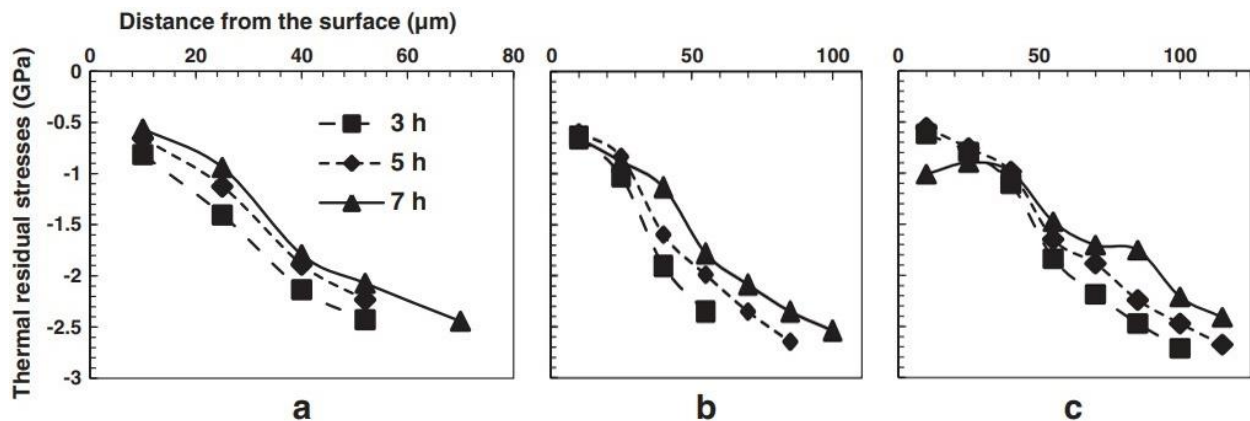 Distance from the surface (μm)
0 20 40 60 80
0 50 100
0 50 100
Thermal residual stresses (GPa)
0
-0.5
-1
-1.5
-2
-2.5
-3
3 h
5 h
7 h
a
b
c